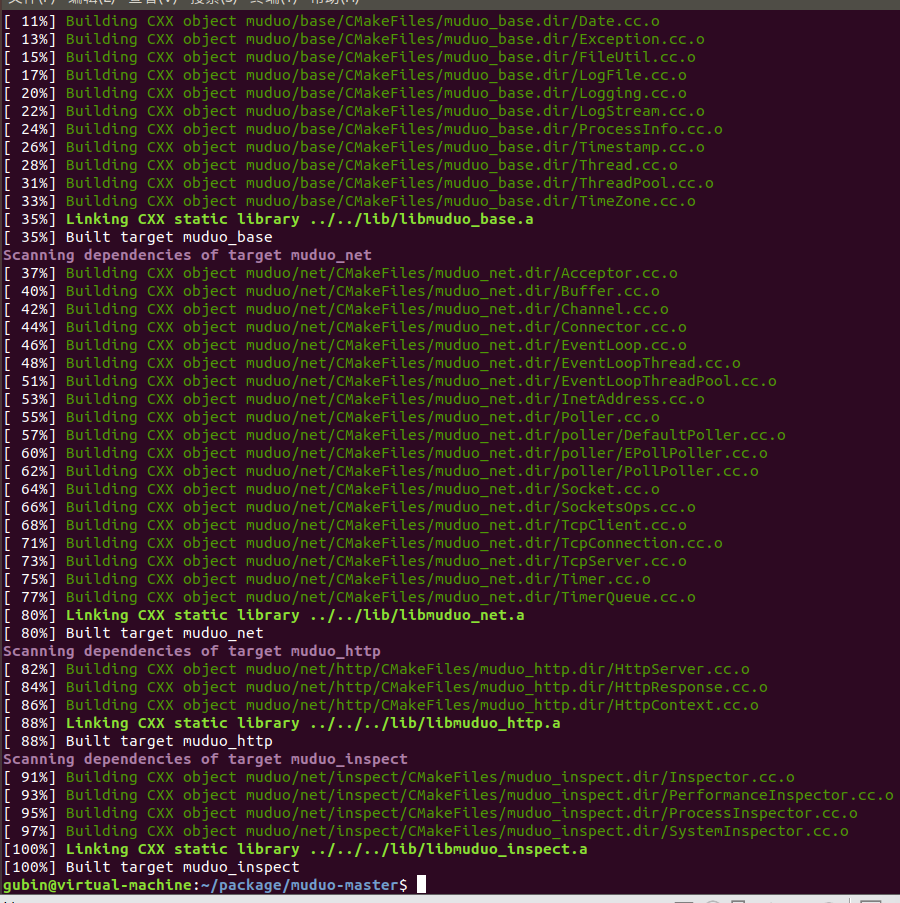 文件(F) 编辑(E) 查看(V) 搜索(S) 终端(T) 帮助(H)
[ 11%] Building CXX object muduo/base/CMakeFiles/muduo_base.dir/Date.cc.o
[ 13%] Building CXX object muduo/base/CMakeFiles/muduo_base.dir/Exception.cc.o
[ 15%] Building CXX object muduo/base/CMakeFiles/muduo_base.dir/FileUtil.cc.o
[ 17%] Building CXX object muduo/base/CMakeFiles/muduo_base.dir/LogFile.cc.o
[ 20%] Building CXX object muduo/base/CMakeFiles/muduo_base.dir/Logging.cc.o
[ 22%] Building CXX object muduo/base/CMakeFiles/muduo_base.dir/LogStream.cc.o
[ 24%] Building CXX object muduo/base/CMakeFiles/muduo_base.dir/ProcessInfo.cc.o
[ 26%] Building CXX object muduo/base/CMakeFiles/muduo_base.dir/Timestamp.cc.o
[ 28%] Building CXX object muduo/base/CMakeFiles/muduo_base.dir/Thread.cc.o
[ 31%] Building CXX object muduo/base/CMakeFiles/muduo_base.dir/ThreadPool.cc.o
[ 33%] Building CXX object muduo/base/CMakeFiles/muduo_base.dir/TimeZone.cc.o
[ 35%] Linking CXX static library ../../lib/libmuduo_base.a
[ 35%] Built target muduo_base
Scanning dependencies of target muduo_net
[ 37%] Building CXX object muduo/net/CMakeFiles/muduo_net.dir/Acceptor.cc.o
[ 40%] Building CXX object muduo/net/CMakeFiles/muduo_net.dir/Buffer.cc.o
[ 42%] Building CXX object muduo/net/CMakeFiles/muduo_net.dir/Channel.cc.o
[ 44%] Building CXX object muduo/net/CMakeFiles/muduo_net.dir/Connector.cc.o
[ 46%] Building CXX object muduo/net/CMakeFiles/muduo_net.dir/EventLoop.cc.o
[ 48%] Building CXX object muduo/net/CMakeFiles/muduo_net.dir/EventLoopThread.cc.o
[ 51%] Building CXX object muduo/net/CMakeFiles/muduo_net.dir/EventLoopThreadPool.cc.o
[ 53%] Building CXX object muduo/net/CMakeFiles/muduo_net.dir/InetAddress.cc.o
[ 55%] Building CXX object muduo/net/CMakeFiles/muduo_net.dir/Poller.cc.o
[ 57%] Building CXX object muduo/net/CMakeFiles/muduo_net.dir/poller/DefaultPoller.cc.o
[ 60%] Building CXX object muduo/net/CMakeFiles/muduo_net.dir/poller/EPollPoller.cc.o
[ 62%] Building CXX object muduo/net/CMakeFiles/muduo_net.dir/poller/PollPoller.cc.o
[ 64%] Building CXX object muduo/net/CMakeFiles/muduo_net.dir/Socket.cc.o
[ 66%] Building CXX object muduo/net/CMakeFiles/muduo_net.dir/SocketsOps.cc.o
[ 68%] Building CXX object muduo/net/CMakeFiles/muduo_net.dir/TcpClient.cc.o
[ 71%] Building CXX object muduo/net/CMakeFiles/muduo_net.dir/TcpConnection.cc.o
[ 73%] Building CXX object muduo/net/CMakeFiles/muduo_net.dir/TcpServer.cc.o
[ 75%] Building CXX object muduo/net/CMakeFiles/muduo_net.dir/Timer.cc.o
[ 77%] Building CXX object muduo/net/CMakeFiles/muduo_net.dir/TimerQueue.cc.o
[ 80%] Linking CXX static library ../../lib/libmuduo_net.a
[ 80%] Built target muduo_net
Scanning dependencies of target muduo_http
[ 82%] Building CXX object muduo/net/http/CMakeFiles/muduo_http.dir/HttpServer.cc.o
[ 84%] Building CXX object muduo/net/http/CMakeFiles/muduo_http.dir/HttpResponse.cc.o
[ 86%] Building CXX object muduo/net/http/CMakeFiles/muduo_http.dir/HttpContext.cc.o
[ 88%] Linking CXX static library ../../../lib/libmuduo_http.a
[ 88%] Built target muduo_http
Scanning dependencies of target muduo_inspect
[ 91%] Building CXX object muduo/net/inspect/CMakeFiles/muduo_inspect.dir/Inspector.cc.o
[ 93%] Building CXX object muduo/net/inspect/CMakeFiles/muduo_inspect.dir/PerformanceInspector.cc.o
[ 95%] Building CXX object muduo/net/inspect/CMakeFiles/muduo_inspect.dir/ProcessInspector.cc.o
[ 97%] Building CXX object muduo/net/inspect/CMakeFiles/muduo_inspect.dir/SystemInspector.cc.o
[100%] Linking CXX static library ../../../lib/libmuduo_inspect.a
[100%] Built target muduo_inspect
gubin@virtual-machine:~/package/muduo-master$